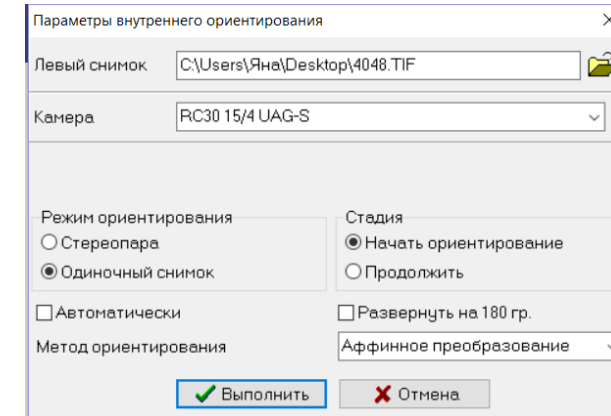 Параметры внутреннего ориентирования
Левый снимок C:\Users\Яна\Desktop\4048.TIF
Камера RC30 15/4 UAG-S
Режим ориентирования Стадия
Стереопара Начать ориентирование
Одиночный снимок Продолжить
Автоматически Развернуть на 180 гр.
Метод ориентирования Аффинное преобразование
Выполнить Отмена